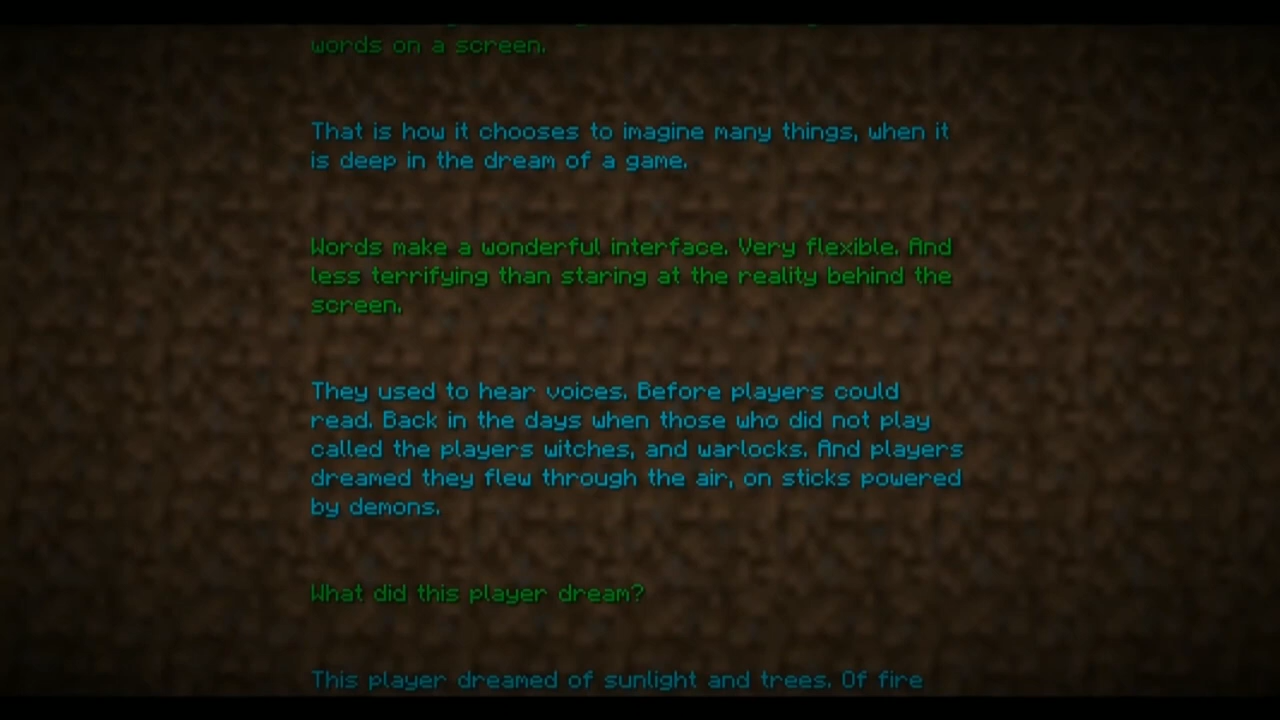 words on a screen.
That is how it chooses to imagine many things, when it
is deep in the dream of a game.
Words make a wonderful interface. Very flexible. And
less terrifying than staring at the reality behind the
screen.
They used to hear voices. Before players could
read. Back in the days when those who did not play
called the players witches, and warlocks. And players
dreamed they flew through the air, on sticks powered
by demons.
What did this player dream?
This player dreamed of sunlight and trees. Of fire